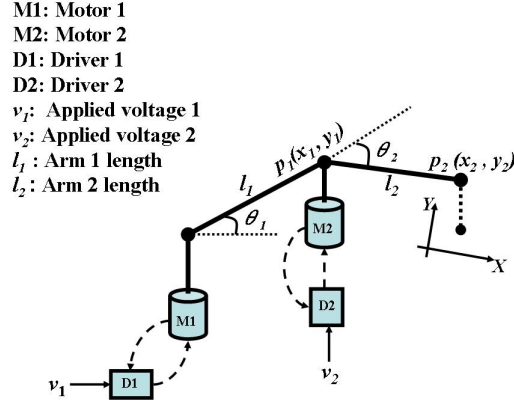 M1: Motor 1
M2: Motor 2
D1: Driver 1
D2: Driver 2
v₁: Applied voltage 1
v₂: Applied voltage 2
l₁ : Arm 1 length
l₂ : Arm 2 length
p₁(x₁, y₁)
θ₂
p₂ (x₂ , y₂)
l₁
l₂
θ₁
Y
X
M2
M1
D2
D1
v₁
v₂